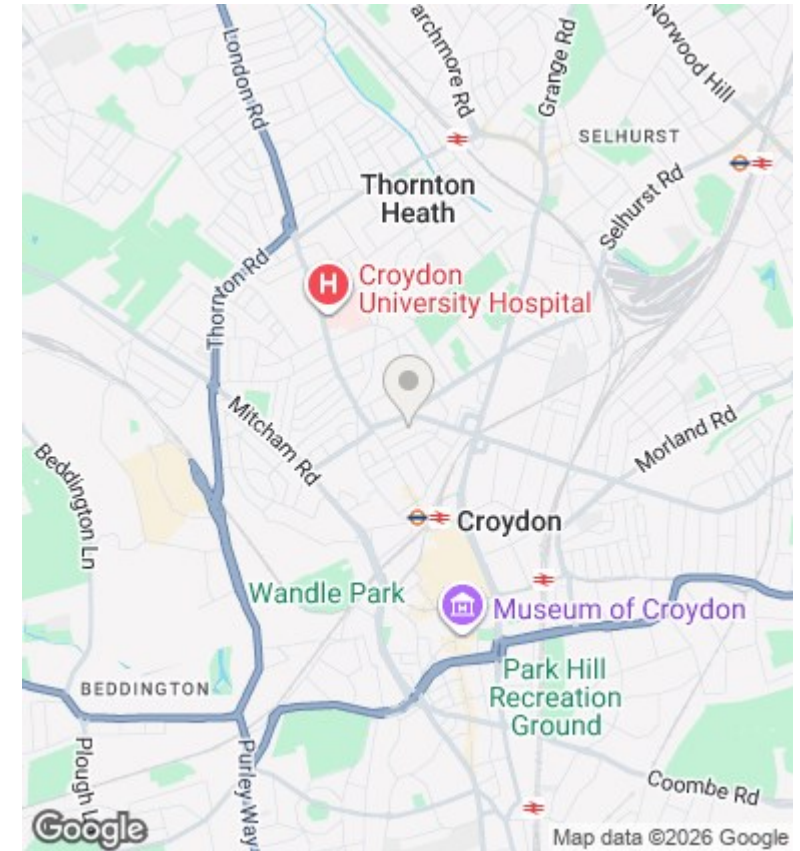 London Rd
archmore Rd
Grange Rd
Norwood Hill
SELHURST
Thornton
Heath
Selhurst Rd
H
Croydon
University Hospital
Thornton Rd
Mitcham Rd
Morland Rd
Beddington Ln
Croydon
Wandle Park
Museum of Croydon
BEDDINGTON
Park Hill
Recreation
Ground
Plough L
Purley Way
Coombe Rd
Google
Map data ©2026 Google